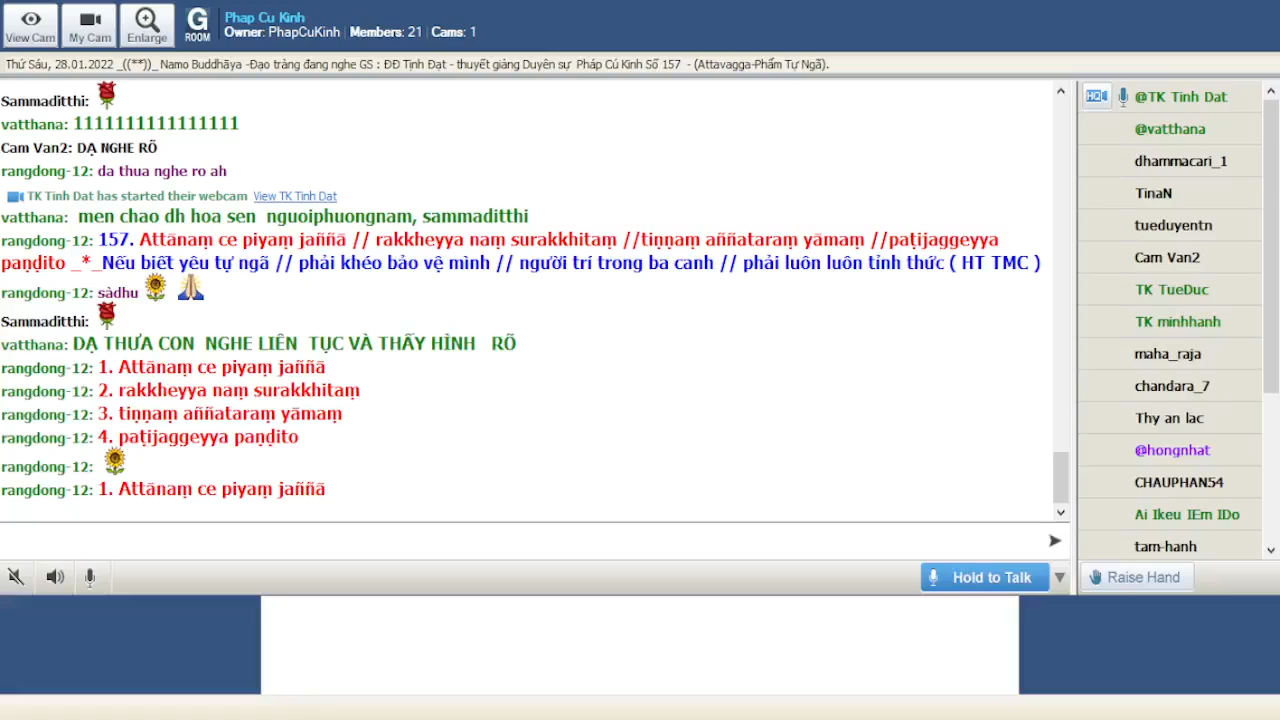 View Cam
My Cam
Enlarge
G
ROOM
Phap Cu Kinh
Owner: PhapCuKinh | Members: 21 | Cams: 1
Thứ Sáu, 28.01.2022 _((**))_ Namo Buddhāya -Đạo tràng đang nghe GS : ĐĐ Tịnh Đạt - thuyết giảng Duyên sự Pháp Cú Kinh Số 157 - (Attavagga-Phẩm Tự Ngã).
Sammaditthi:
vatthana: 1111111111111111
Cam Van2: DẠ NGHE RÕ
rangdong-12: da thua nghe ro ah
TK Tinh Dat has started their webcam View TK Tinh Dat
vatthana: men chao dh hoa sen nguoiphuongnam, sammaditthi
rangdong-12: 157. Attānaṃ ce piyaṃ jaññā // rakkheyya naṃ surakkhitaṃ //tiṇṇaṃ aññataraṃ yāmaṃ //paṭijaggeyya
paṇḍito _*_Nếu biết yêu tự ngã // phải khéo bảo vệ mình // người trí trong ba canh // phải luôn luôn tỉnh thức ( HT TMC )
rangdong-12: sàdhu
Sammaditthi:
vatthana: DẠ THƯA CON NGHE LIÊN TỤC VÀ THẤY HÌNH RÕ
rangdong-12: 1. Attānaṃ ce piyaṃ jaññā
rangdong-12: 2. rakkheyya naṃ surakkhitaṃ
rangdong-12: 3. tiṇṇaṃ aññataraṃ yāmaṃ
rangdong-12: 4. paṭijaggeyya paṇḍito
rangdong-12:
rangdong-12: 1. Attānaṃ ce piyaṃ jaññā
Hold to Talk
HQ
@TK Tinh Dat
@vatthana
dhammacari_1
TinaN
tueduyentn
Cam Van2
TK TueDuc
TK minhhanh
maha_raja
chandara_7
Thy an lac
@hongnhat
CHAUPHAN54
Ai Ikeu IEm IDo
tam-hanh
Raise Hand